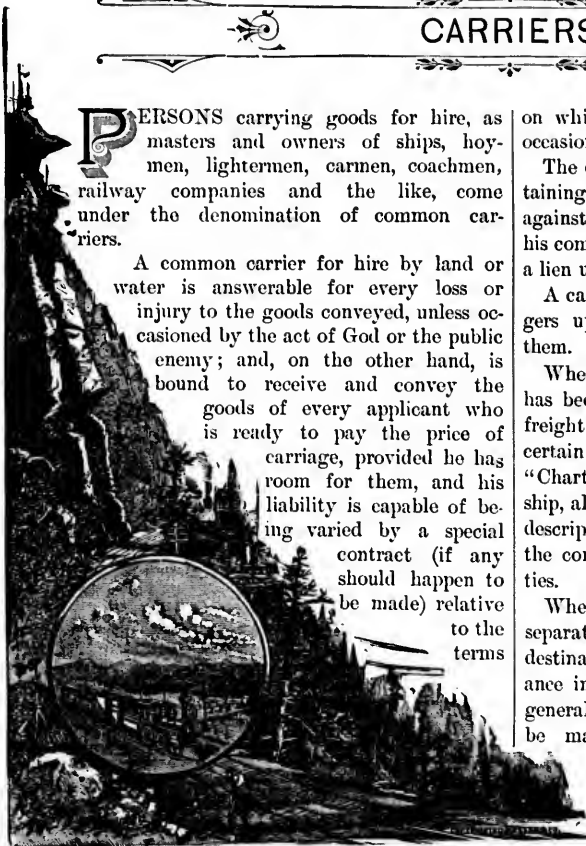 CARRIERS
PERSONS carrying goods for hire, as
masters and owners of ships, hoy-
men, lightermen, carmen, coachmen,
railway companies and the like, come
under the denomination of common car-
riers.
A common carrier for hire by land or
water is answerable for every loss or
injury to the goods conveyed, unless oc-
casioned by the act of God or the public
enemy; and, on the other hand, is
bound to receive and convey the
goods of every applicant who
is ready to pay the price of
carriage, provided he has
room for them, and his
liability is capable of be-
ing varied by a special
contract (if any
should happen to
be made) relative
to the
terms
on whi
occasion
The
taining
against
his com
a lien u
A ca
gers up
them.
Whe
has bee
freight
certain
"Chart
ship, al
descrip
the con
ties.
Whe
separat
destina
ance in
general
be ma